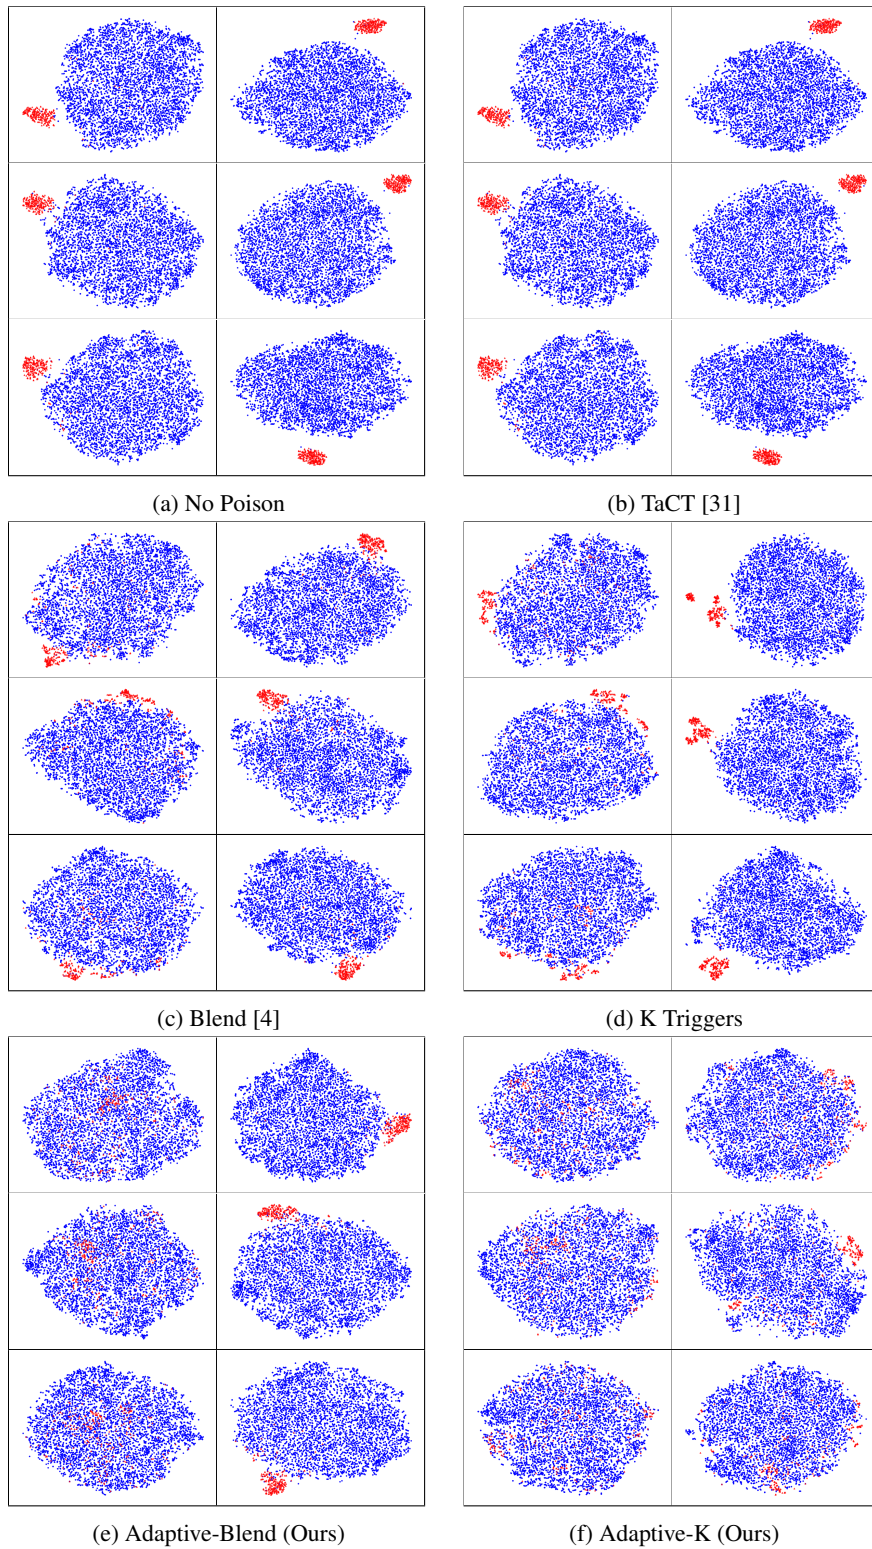 (a) No Poison
(b) TaCT [31]
(c) Blend [4]
(d) K Triggers
(e) Adaptive-Blend (Ours)
(f) Adaptive-K (Ours)